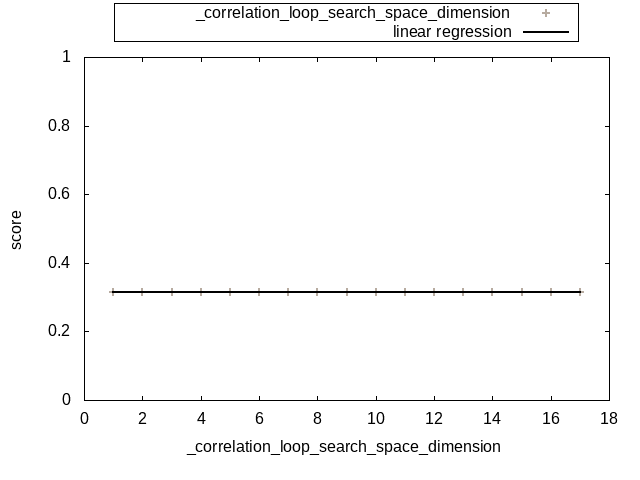 _correlation_loop_search_space_dimension
linear regression
1
0.8
0.6
0.4
0.2
0
score
0 2 4 6 8 10 12 14 16 18
_correlation_loop_search_space_dimension